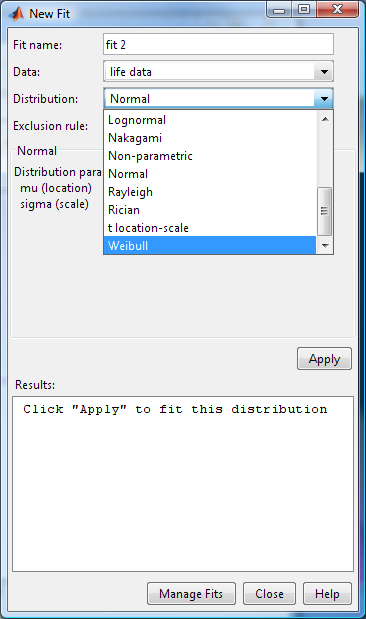 New Fit
Fit name: fit 2
Data: life data
Distribution: Normal
Exclusion rule:
Lognormal
Nakagami
Non-parametric
Normal
Rayleigh
Rician
t location-scale
Weibull
Normal
Distribution para
mu (location)
sigma (scale)
Apply
Results:
Click "Apply" to fit this distribution
Manage Fits Close Help